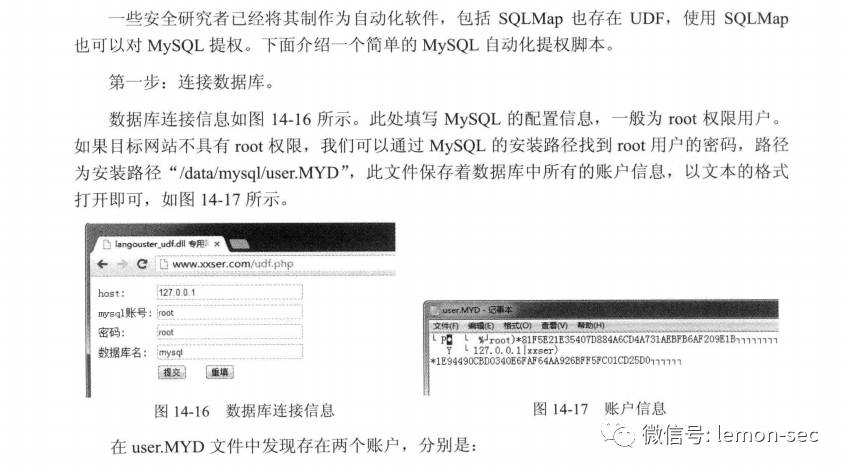 一些安全研究者已经将其制作为自动化软件，包括 SQLMap 也存在 UDF，使用 SQLMap
也可以对 MySQL 提权。下面介绍一个简单的 MySQL 自动化提权脚本。
第一步：连接数据库。
数据库连接信息如图 14-16 所示。此处填写 MySQL 的配置信息，一般为 root 权限用户。
如果目标网站不具有 root 权限，我们可以通过 MySQL 的安装路径找到 root 用户的密码，路径
为安装路径“/data/mysql/user.MYD”，此文件保存着数据库中所有的账户信息，以文本的格式
打开即可，如图 14-17 所示。
langouster_udf.dll 专用
www.xxser.com/udf.php
host: 127.0.0.1
mysql账号: root
密码: root
数据库名: mysql
提交 重填
user.MYD - 记事本
文件(F) 编辑(E) 格式(O) 查看(V) 帮助(H)
root)*81F5E21E35407D884A6CD4A731AEBFB6AF209E1B
127.0.0.1|xxser)
*1E94490CBD0340E6FAF64AA926BFF5FC01CD25D0
图 14-16 数据库连接信息
图 14-17 账户信息
在 user.MYD 文件中发现存在两个账户，分别是：
微信号: lemon-sec